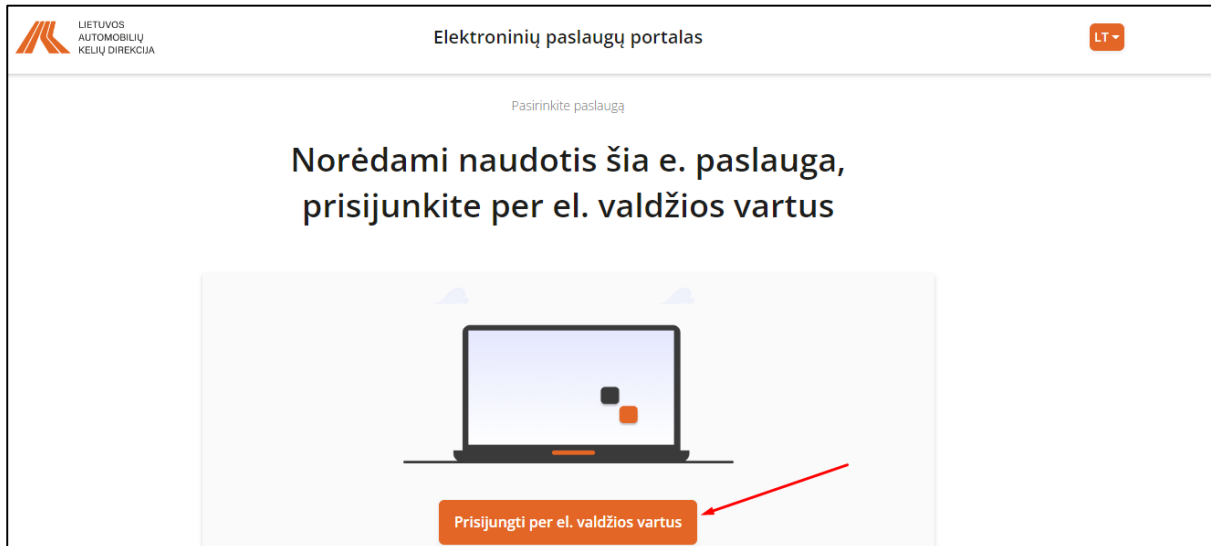 LIETUVOS
AUTOMOBILIŲ
KELIŲ DIREKCIJA
Elektroninių paslaugų portalas
LT
Pasirinkite paslaugą
Norėdami naudotis šia e. paslauga,
prisijunkite per el. valdžios vartus
Prisijungti per el. valdžios vartus